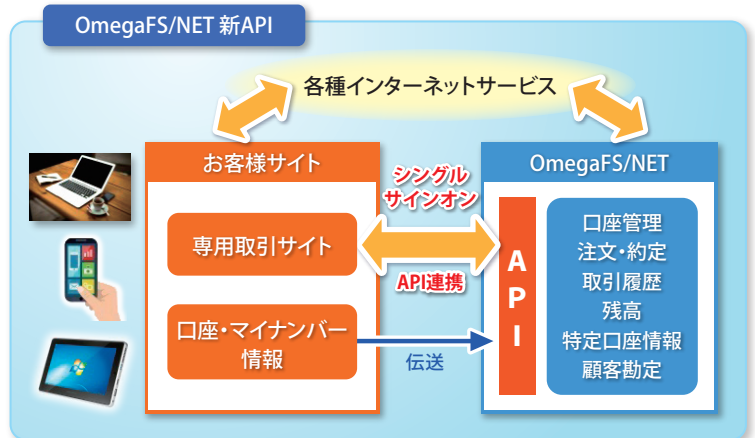 OmegaFS/NET 新API
各種インターネットサービス
お客様サイト
シングル
サインオン
OmegaFS/NET
専用取引サイト
API連携
API
口座管理
注文・約定
取引履歴
残高
特定口座情報
顧客勘定
口座・マイナンバー
情報
伝送